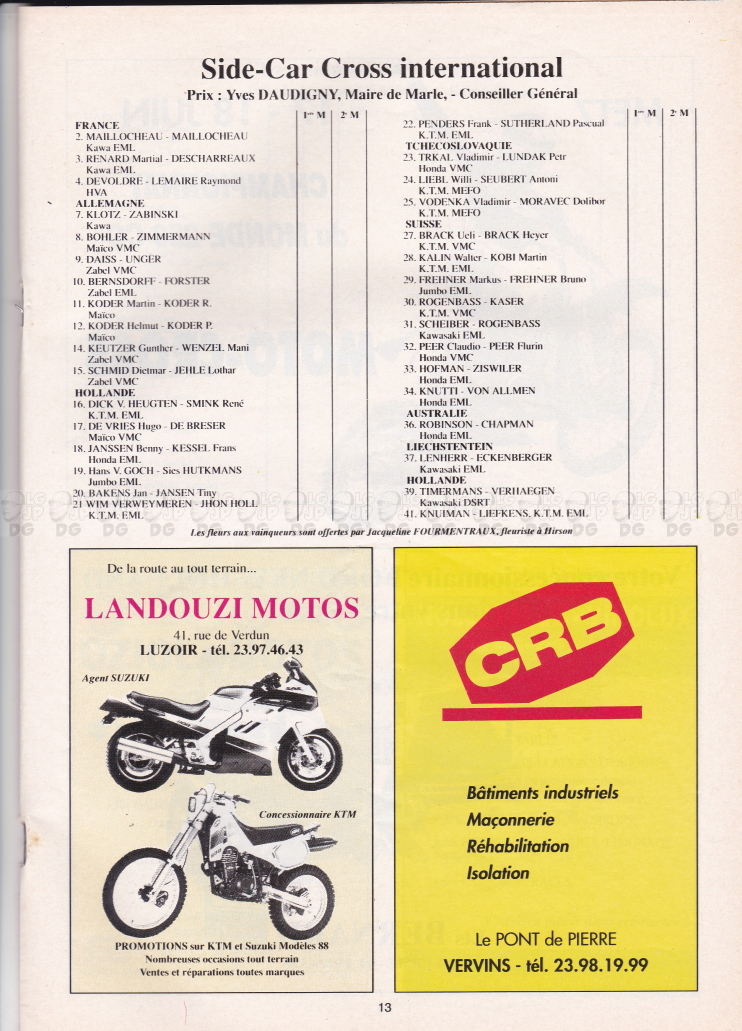 Side-Car Cross international
Prix : Yves DAUDIGNY, Maire de Marle, - Conseiller Général
1ère M 2e M
FRANCE
2. MAILLOCHEAU - MAILLOCHEAU
Kawa EML
3. RENARD Martial - DESCHARREAUX
Kawa EML
4. DEVOLDRE - LEMAIRE Raymond
HVA
ALLEMAGNE
7. KLOTZ - ZABINSKI
Kawa
8. BOHLER - ZIMMERMANN
Maïco VMC
9. DAISS - UNGER
Zabel VMC
10. BERNSDORFF - FORSTER
Zabel EML
11. KODER Martin - KODER R.
Maïco
12. KODER Helmut - KODER P.
Maïco
14. KEUTZER Gunther - WENZEL Mani
Zabel VMC
15. SCHMID Dietmar - JEHLE Lothar
Zabel VMC
HOLLANDE
16. DICK V. HEUGTEN - SMINK René
K.T.M. EML
17. DE VRIES Hugo - DE BRESER
Maïco VMC
18. JANSSEN Benny - KESSEL Frans
Honda EML
19. Hans V. GOCH - Sies HUTKMANS
Jumbo EML
20. BAKENS Jan - JANSEN Tiny
21 WIM VERWEYMEREN - JHON HOLL
K.T.M. EML
1ère M 2e M
22. PENDERS Frank - SUTHERLAND Pascual
K.T.M. EML
TCHECOSLOVAQUIE
23. TRKAL Vladimir - LUNDAK Petr
Honda VMC
24. LIEBL Willi - SEUBERT Antoni
K.T.M. MEFO
25. VODENKA Vladimir - MORAVEC Dolibor
K.T.M. MEFO
SUISSE
27. BRACK Ueli - BRACK Heyer
K.T.M. VMC
28. KALIN Walter - KOBI Martin
K.T.M. EML
29. FREHNER Markus - FREHNER Bruno
Jumbo EML
30. ROGENBASS - KASER
K.T.M. VMC
31. SCHEIBER - ROGENBASS
Kawasaki EML
32. PEER Claudio - PEER Flurin
Honda VMC
33. HOFMAN - ZISWILER
Honda EML
34. KNUTTI - VON ALLMEN
Honda EML
AUSTRALIE
36. ROBINSON - CHAPMAN
Honda EML
LIECHSTENTEIN
37. LENHERR - ECKENBERGER
Kawasaki EML
HOLLANDE
39. TIMERMANS - VERHAEGEN
Kawasaki DSRT
41. KNUIMAN - LIEFKENS, K.T.M. EML
Les fleurs aux vainqueurs sont offertes par Jacqueline FOURMENTRAUX, fleuriste à Hirson
De la route au tout terrain...
LANDOUZI MOTOS
41, rue de Verdun
LUZOIR - tél. 23.97.46.43
Agent SUZUKI
Concessionnaire KTM
PROMOTIONS sur KTM et Suzuki Modèles 88
Nombreuses occasions tout terrain
Ventes et réparations toutes marques
CRB
Bâtiments industriels
Maçonnerie
Réhabilitation
Isolation
Le PONT de PIERRE
VERVINS - tél. 23.98.19.99
13